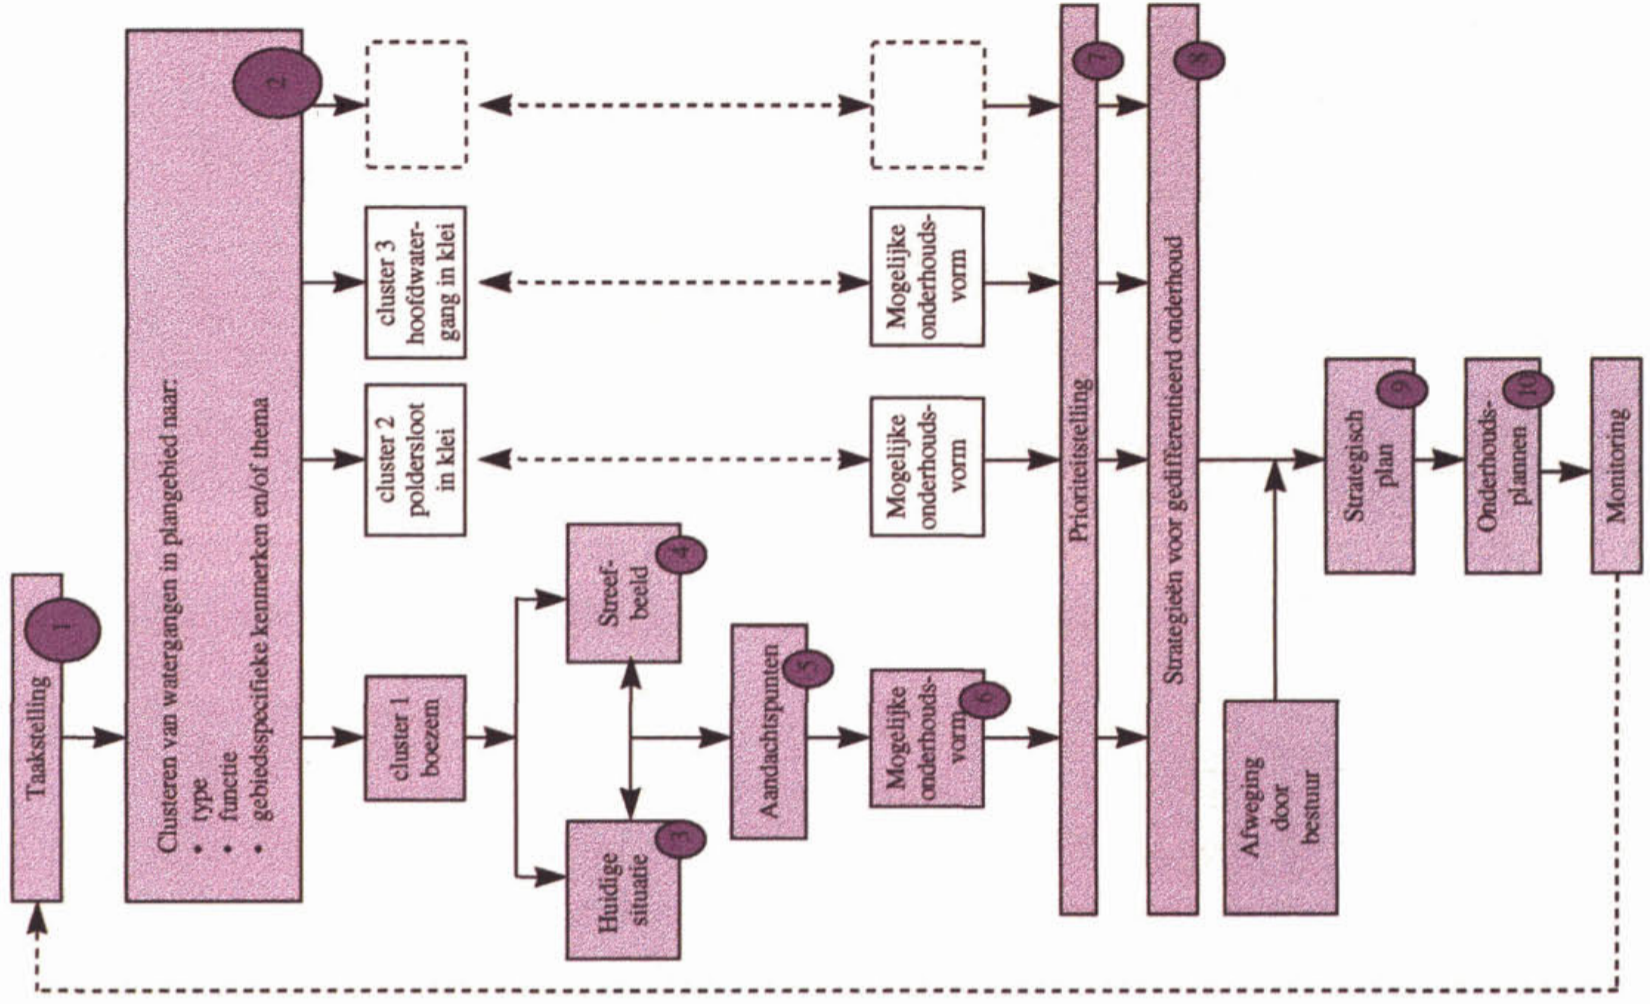 Taakstelling
1
Clusteren van watergangen in plangebied naar:
• type
• functie
• gebiedsspecifieke kenmerken en/of thema
2
cluster 1
boezem
cluster 2
poldersloot
in klei
cluster 3
hoofdwater-
gang in klei
Huidige
situatie
3
Streef-
beeld
4
Aandachtspunten
5
Mogelijke
onderhouds-
vorm
6
Mogelijke
onderhouds-
vorm
Mogelijke
onderhouds-
vorm
Prioriteitstelling
7
Strategieën voor gedifferentieerd onderhoud
8
Afweging
door
bestuur
Strategisch
plan
9
Onderhouds-
plannen
10
Monitoring